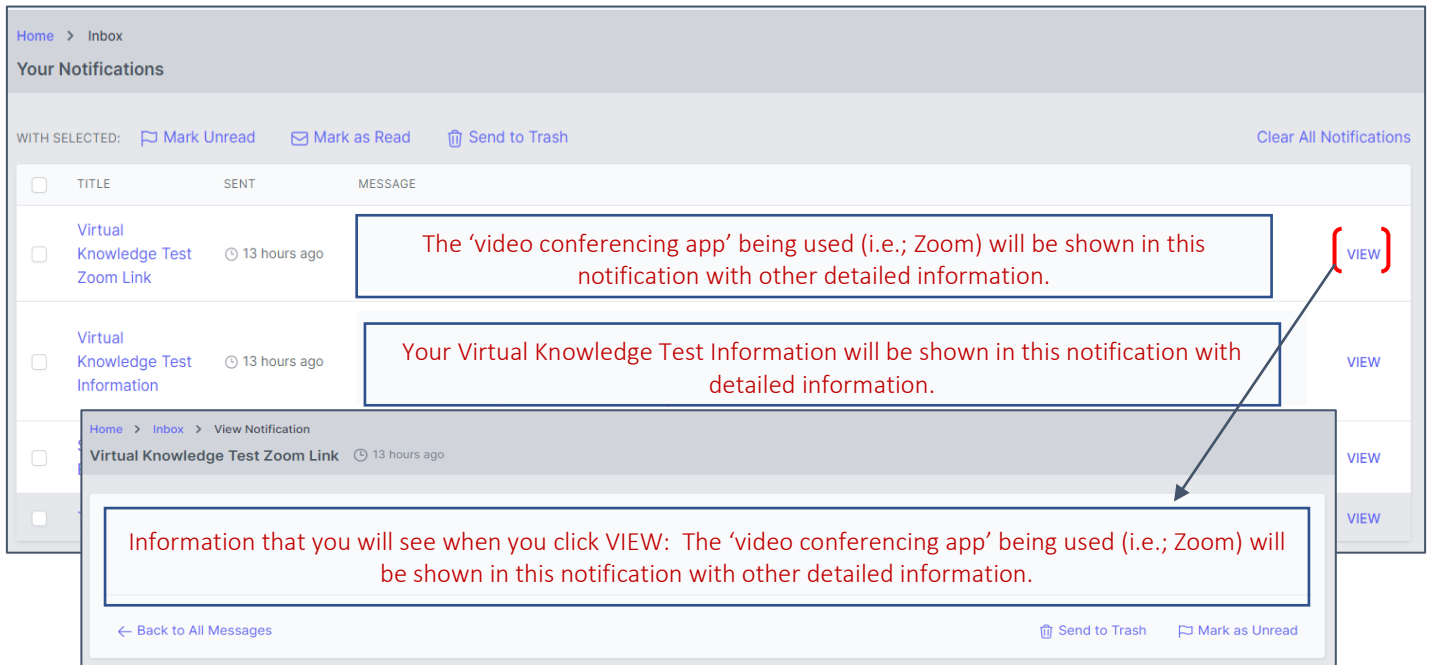 Home > Inbox
Your Notifications
WITH SELECTED: Mark Unread Mark as Read Send to Trash Clear All Notifications
TITLE SENT MESSAGE
Virtual
Knowledge Test
Zoom Link
13 hours ago
The ‘video conferencing app’ being used (i.e.; Zoom) will be shown in this
notification with other detailed information.
VIEW
Virtual
Knowledge Test
Information
13 hours ago
Your Virtual Knowledge Test Information will be shown in this notification with
detailed information.
VIEW
VIEW
VIEW
Home > Inbox > View Notification
Virtual Knowledge Test Zoom Link 13 hours ago
Information that you will see when you click VIEW: The ‘video conferencing app’ being used (i.e.; Zoom) will
be shown in this notification with other detailed information.
← Back to All Messages Send to Trash Mark as Unread